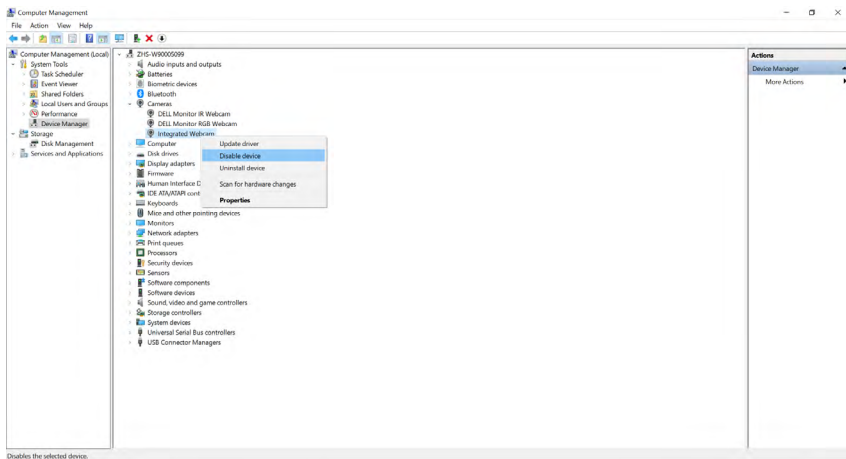 Computer Management
File Action View Help
Computer Management (Local)
System Tools
Task Scheduler
Event Viewer
Shared Folders
Local Users and Groups
Performance
Device Manager
Storage
Disk Management
Services and Applications
ZHS-W90005099
Audio inputs and outputs
Batteries
Biometric devices
Bluetooth
Cameras
DELL Monitor IR Webcam
DELL Monitor RGB Webcam
Integrated Webcam
Computer
Disk drives
Display adapters
Firmware
Human Interface D
IDE ATA/ATAPI cont
Keyboards
Mice and other pointing devices
Monitors
Network adapters
Print queues
Processors
Security devices
Sensors
Software components
Software devices
Sound, video and game controllers
Storage controllers
System devices
Universal Serial Bus controllers
USB Connector Managers
Update driver
Disable device
Uninstall device
Scan for hardware changes
Properties
Actions
Device Manager
More Actions
Disables the selected device.